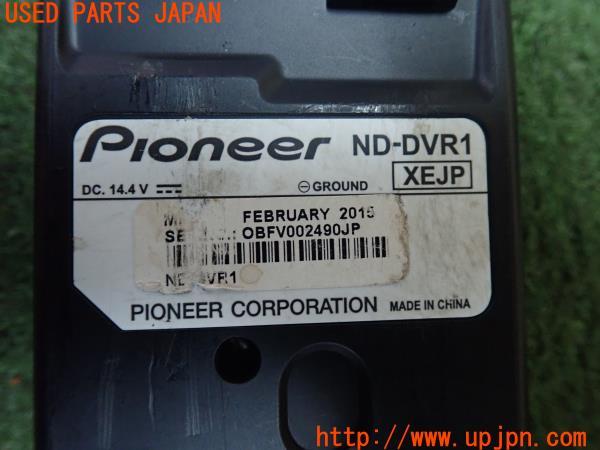 USED PARTS JAPAN
Pioneer ND-DVR1
XEJP
DC. 14.4 V ⎓ ⊖ GROUND
FEBRUARY 2015
OBFV002490JP
PIONEER CORPORATION MADE IN CHINA
http://www.upjpn.com/